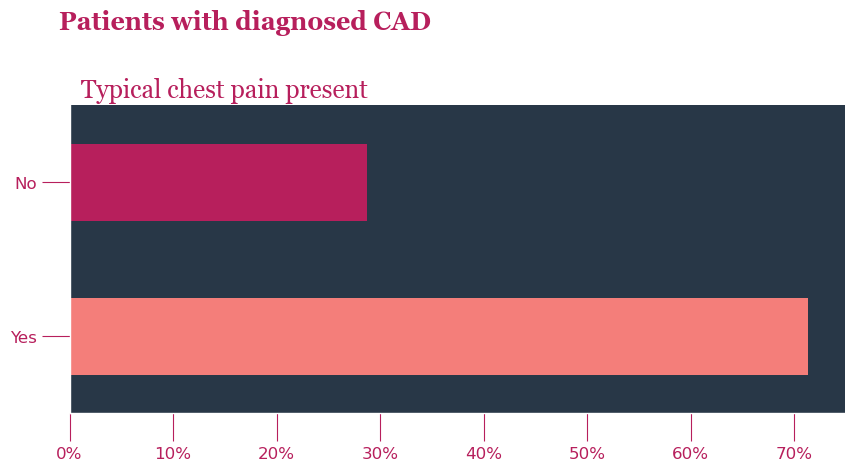 Patients with diagnosed CAD
Typical chest pain present
No
Yes
0% 10% 20% 30% 40% 50% 60% 70%